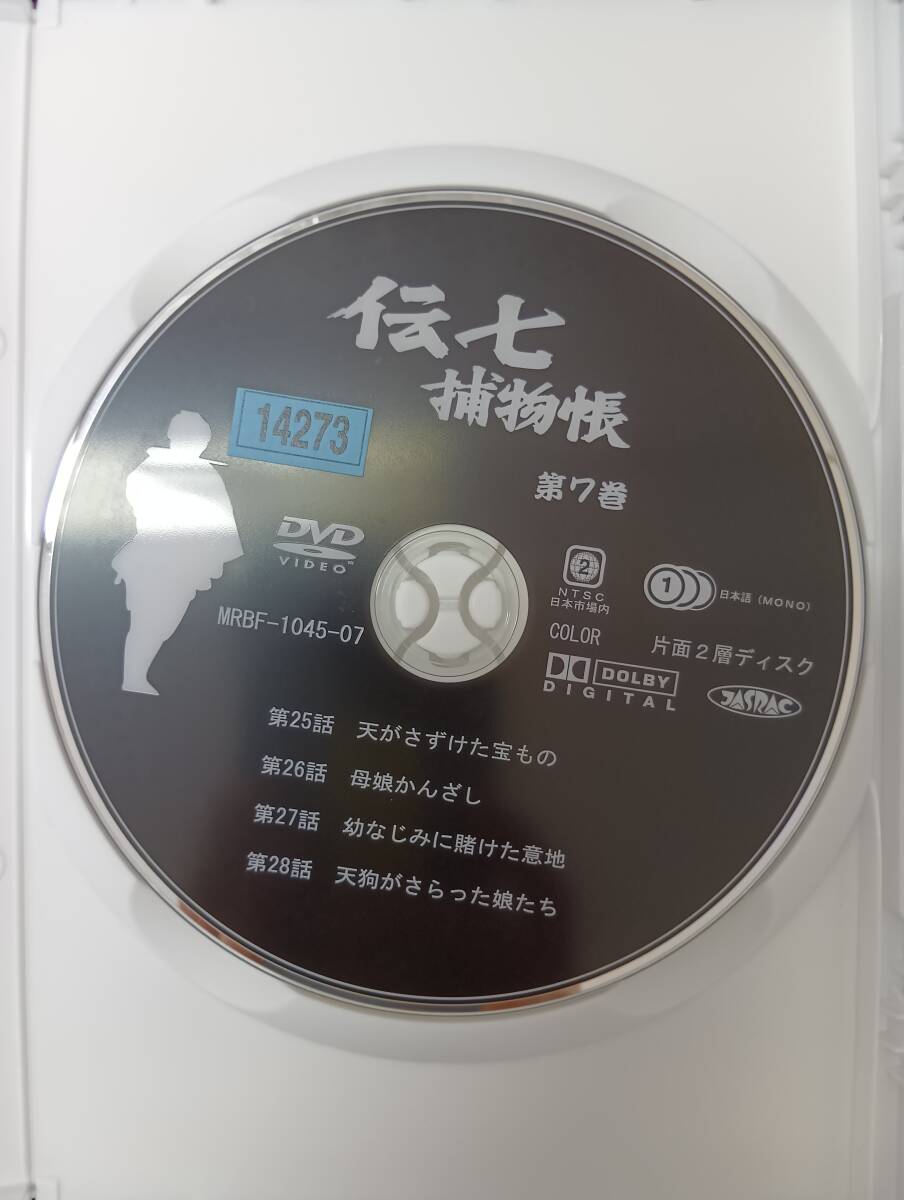 伝七
捕物帳
14273
第7巻
DVD
VIDEO™
MRBF-1045-07
2
NTSC
日本市場内
1
日本語（MONO）
COLOR
片面2層ディスク
DOLBY
DIGITAL
JASRAC
第25話　天がさずけた宝もの
第26話　母娘かんざし
第27話　幼なじみに賭けた意地
第28話　天狗がさらった娘たち